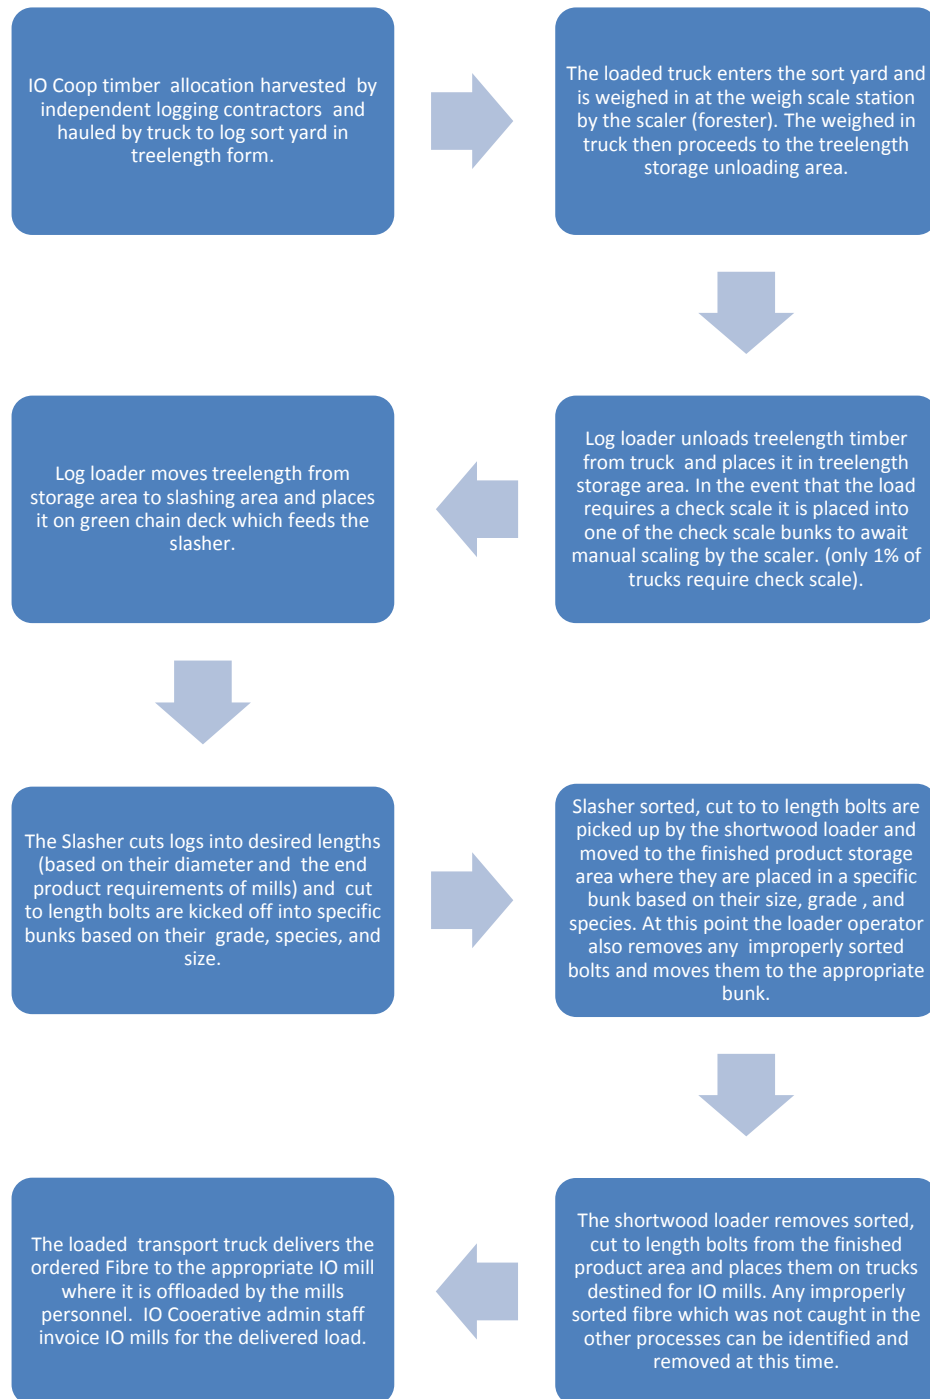 IO Coop timber  allocation harvested  by
independent logging contractors  and
hauled by truck to log sort yard in
treelength form.
The loaded truck enters the sort yard and
is weighed in at the weigh scale station
by the scaler (forester). The weighed in
truck then proceeds to the treelength
storage unloading area.
Log loader unloads treelength timber
from truck  and places it in treelength
storage area. In the event that the load
requires a check scale it is placed into
one of the check scale bunks to await
manual scaling by the scaler. (only 1% of
trucks require check scale).
Log loader moves treelength from
storage area to slashing area and places
it on green chain deck which feeds the
slasher.
The Slasher cuts logs into desired lengths
(based on their diameter and  the end
product requirements of mills) and  cut
to length bolts are kicked off into specific
bunks based on their  grade, species, and
size.
Slasher sorted, cut to to length bolts are
picked up by the shortwood loader and
moved to the finished product storage
area where they are placed in a specific
bunk based on their size, grade , and
species. At this point the loader operator
also removes any  improperly sorted
bolts and moves them to the appropriate
bunk.
The shortwood loader removes sorted,
cut to length bolts from the finished
product area and places them on trucks
destined for IO mills. Any improperly
sorted fibre which was not caught in the
other processes can be identified and
removed at this time.
The loaded  transport truck delivers the
ordered Fibre to the appropriate IO mill
where it is offloaded by the mills
personnel.  IO Cooerative admin staff
invoice IO mills for the delivered load.